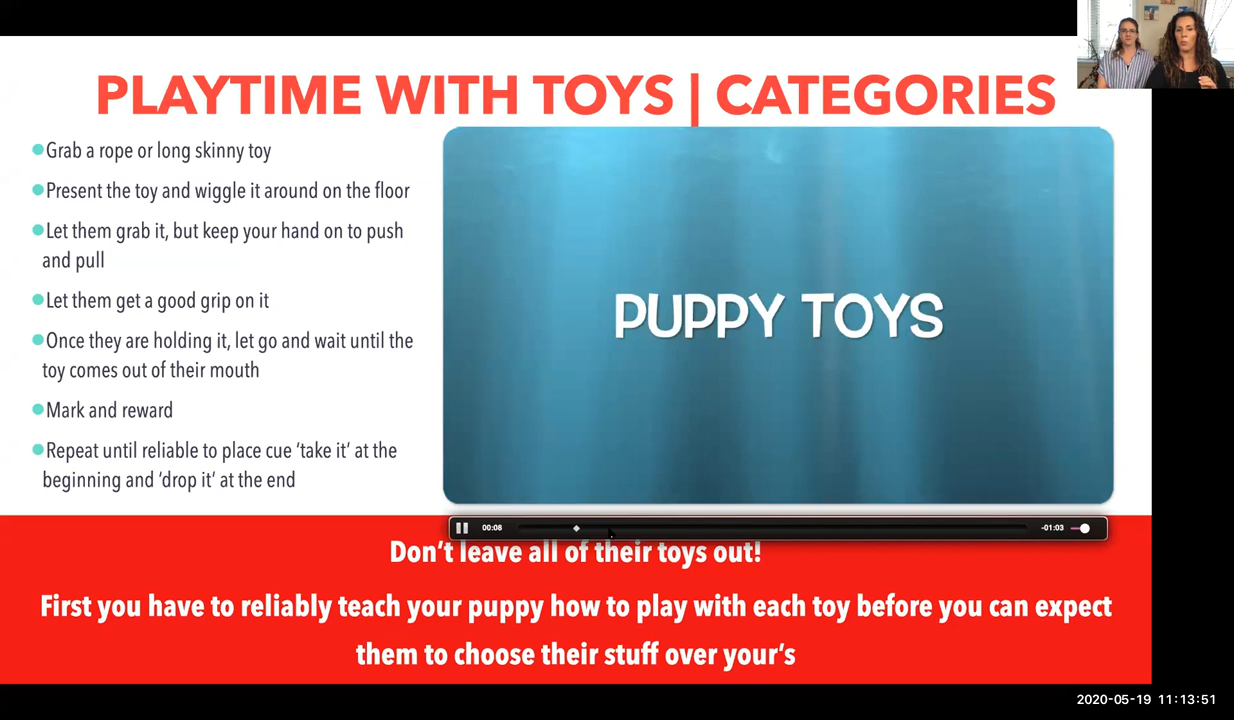 PLAYTIME WITH TOYS | CATEGORIES
Grab a rope or long skinny toy
Present the toy and wiggle it around on the floor
Let them grab it, but keep your hand on to push
and pull
Let them get a good grip on it
Once they are holding it, let go and wait until the
toy comes out of their mouth
Mark and reward
Repeat until reliable to place cue ‘take it’ at the
beginning and ‘drop it’ at the end
PUPPY TOYS
00:08
-01:03
Don’t leave all of their toys out!
First you have to reliably teach your puppy how to play with each toy before you can expect
them to choose their stuff over your’s
2020-05-19 11:13:51